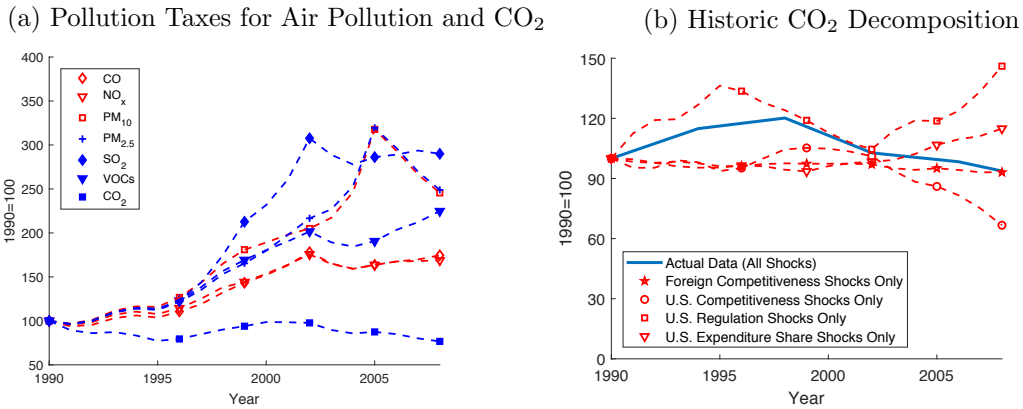 (a) Pollution Taxes for Air Pollution and CO₂
400
350
300
250
200
150
100
50
1990=100
CO
NOₓ
PM₁₀
PM₂.₅
SO₂
VOCs
CO₂
1990
1995
2000
2005
Year
(b) Historic CO₂ Decomposition
150
120
90
60
30
0
1990=100
Actual Data (All Shocks)
Foreign Competitiveness Shocks Only
U.S. Competitiveness Shocks Only
U.S. Regulation Shocks Only
U.S. Expenditure Share Shocks Only
1990
1995
2000
2005
Year